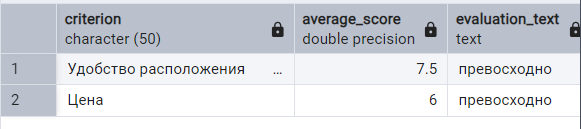 criterion average_score evaluation_text
character (50) double precision text
1 Удобство расположения ... 7.5 превосходно
2 Цена 6 превосходно